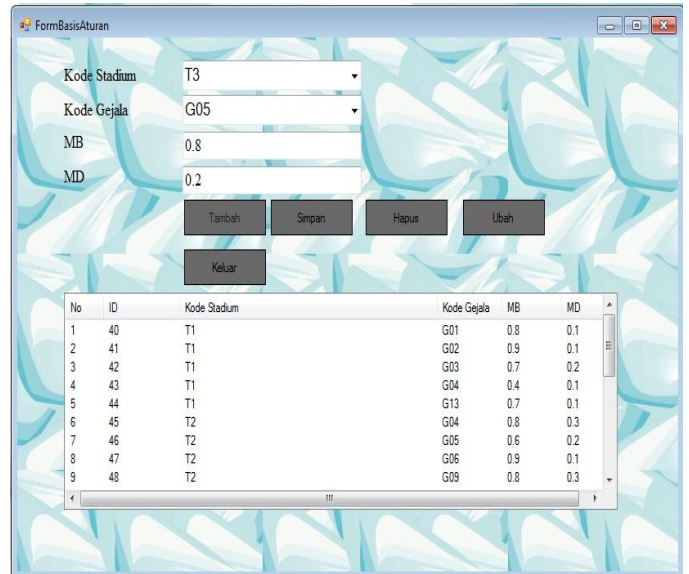 FormBasisAturan
Kode Stadium T3
Kode Gejala G05
MB 0.8
MD 0.2
Tambah Simpan Hapus Ubah
Keluar
No ID Kode Stadium Kode Gejala MB MD
1 40 T1 G01 0.8 0.1
2 41 T1 G02 0.9 0.1
3 42 T1 G03 0.7 0.2
4 43 T1 G04 0.4 0.1
5 44 T1 G13 0.7 0.1
6 45 T2 G04 0.8 0.3
7 46 T2 G05 0.6 0.2
8 47 T2 G06 0.9 0.1
9 48 T2 G09 0.8 0.3